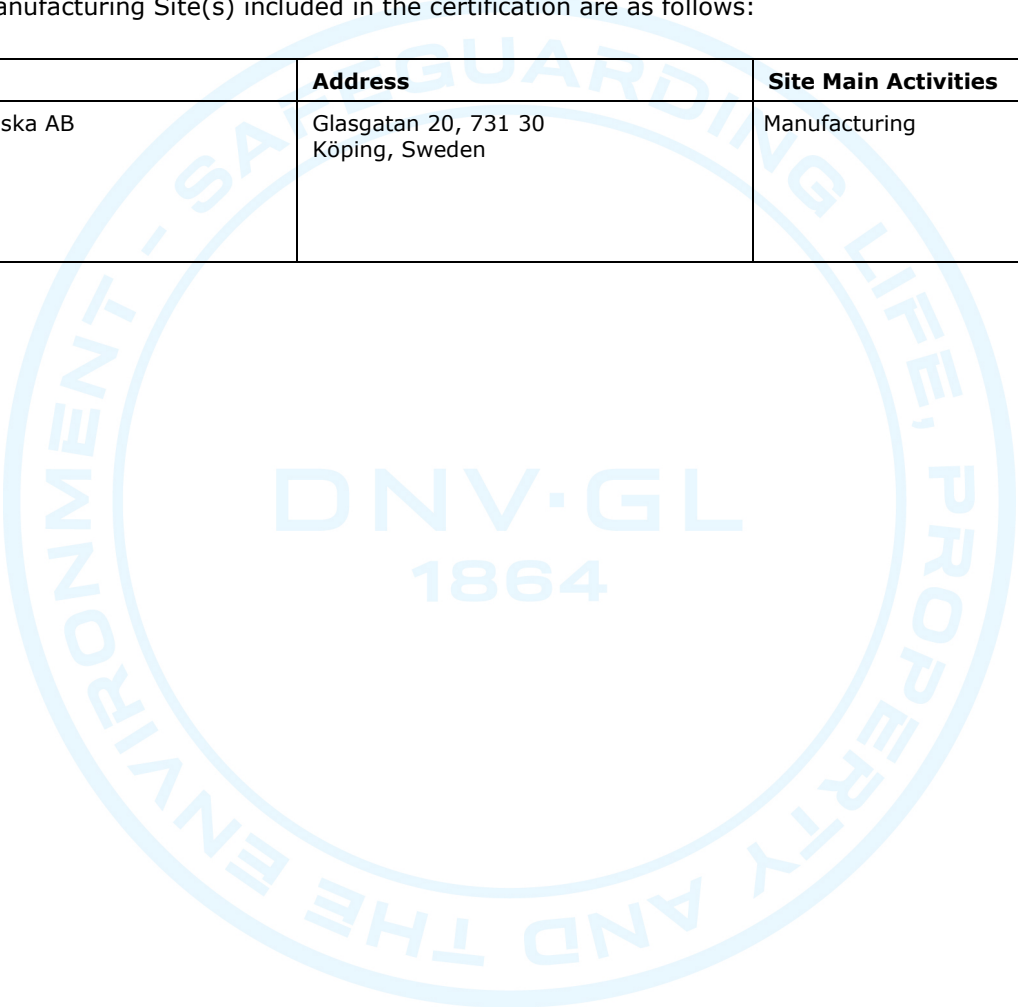 anufacturing Site(s) included in the certification are as follows:
Address
Site Main Activities
ska AB
Glasgatan 20, 731 30
Köping, Sweden
Manufacturing
SAFEGUARDING LIFE, PROPERTY AND THE ENVIRONMENT -
DNV·GL
1864